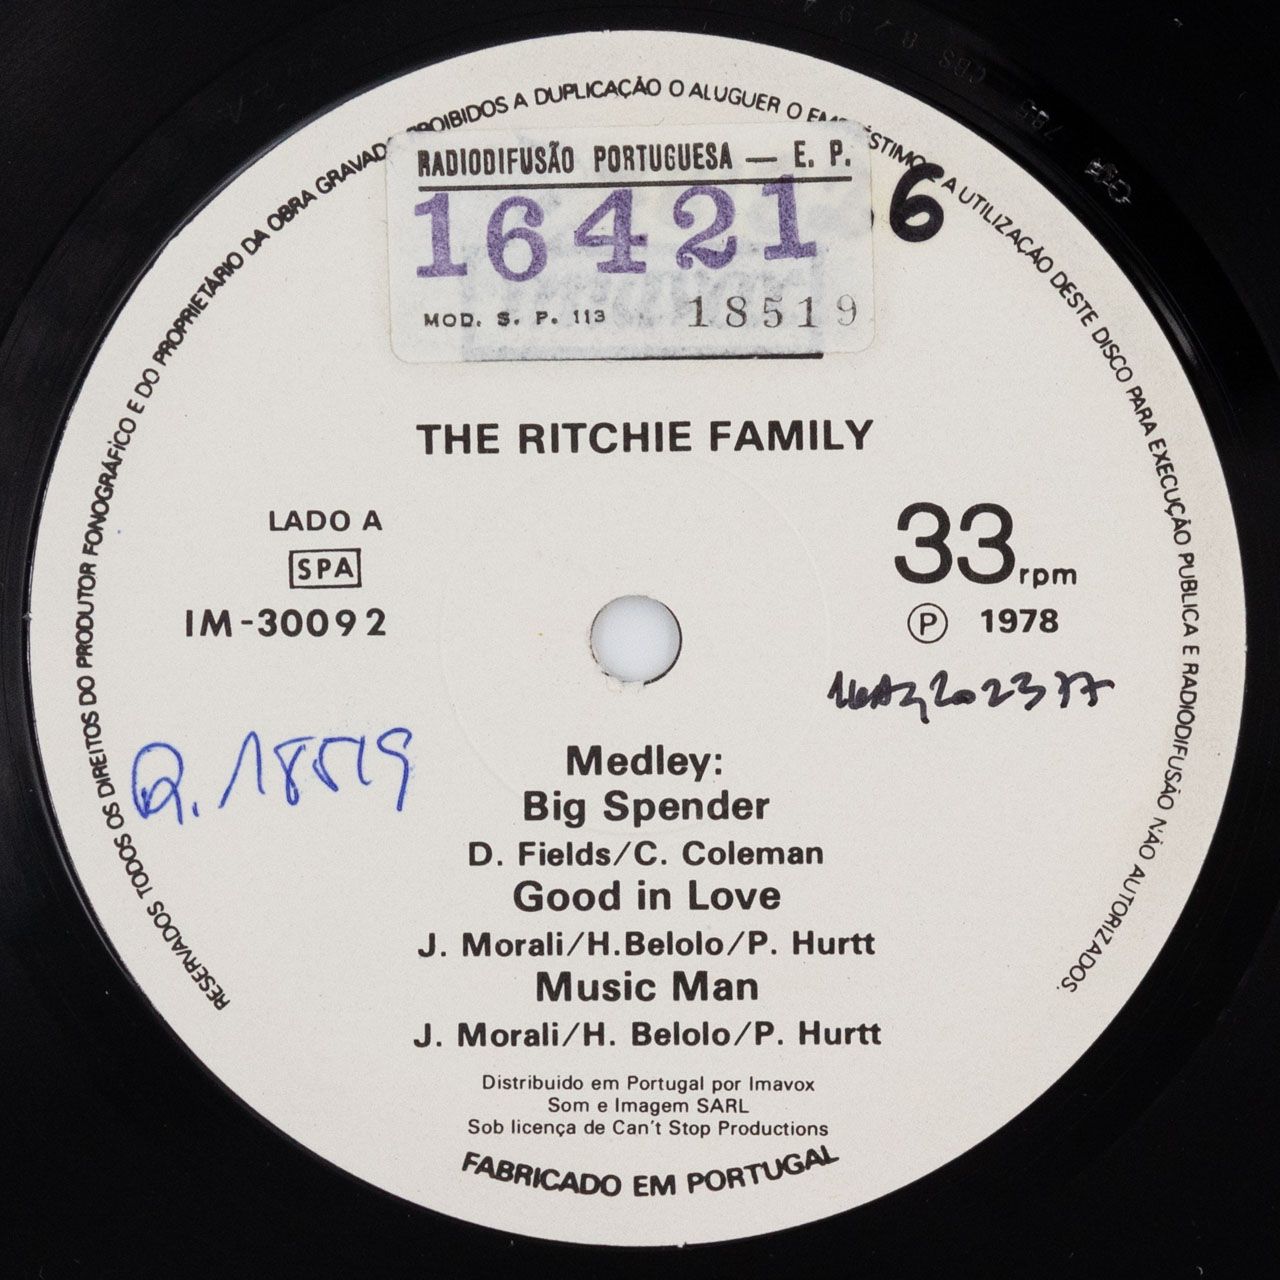 RESERVADOS TODOS OS DIREITOS DO PRODUTOR FONOGRÁFICO E DO PROPRIETÁRIO DA OBRA GRAVADA PROIBIDOS A DUPLICAÇÃO O ALUGUER O EMPRÉSTIMO E A UTILIZAÇÃO DESTE DISCO PARA EXECUÇÃO PUBLICA E RADIODIFUSÃO NÃO AUTORIZADOS.
RADIODIFUSÃO PORTUGUESA — E. P.
16421
6
MOD. S. P. 113 18519
THE RITCHIE FAMILY
LADO A
SPA
IM-30092
33 rpm
Ⓟ 1978
R. 18519
Medley:
Big Spender
D. Fields/C. Coleman
Good in Love
J. Morali/H.Belolo/P. Hurtt
Music Man
J. Morali/H. Belolo/P. Hurtt
Distribuido em Portugal por Imavox
Som e Imagem SARL
Sob licença de Can't Stop Productions
FABRICADO EM PORTUGAL